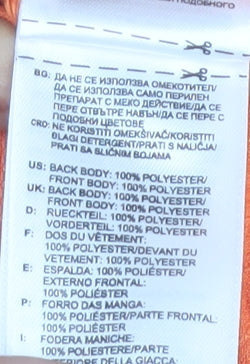 ПОДОБНОГО
BG: ДА НЕ СЕ ИЗПОЛЗВА ОМЕКОТИТЕЛ/
ДА СЕ ИЗПОЛЗВА САМО ПЕРИЛЕН
ПРЕПАРАТ С МЕКО ДЕЙСТВИЕ/ДА СЕ
ПЕРЕ ОТВЪТРЕ НАВЪН/ДА СЕ ПЕРЕ С
ПОДОБНИ ЦВЕТОВЕ
CRO: NE KORISTITI OMEKŠIVAČ/KORISTITI
BLAGI DETERGENT/PRATI S NALIČJA/
PRATI SA SLIČNIM BOJAMA
US: BACK BODY: 100% POLYESTER/
FRONT BODY: 100% POLYESTER
UK: BACK BODY: 100% POLYESTER/
FRONT BODY: 100% POLYESTER
D: RUECKTEIL: 100% POLYESTER/
VORDERTEIL: 100% POLYESTER
F: DOS DU VÊTEMENT:
100% POLYESTER/DEVANT DU
VETEMENT: 100% POLYESTER
E: ESPALDA: 100% POLIÉSTER/
EXTERNO FRONTAL:
100% POLIÉSTER
P: FORRO DAS MANGA:
100% POLIÉSTER/PARTE FRONTAL:
100% POLIÉSTER
I: FODERA MANICHE:
100% POLIESTERE/PARTE
DELLA GIACCA